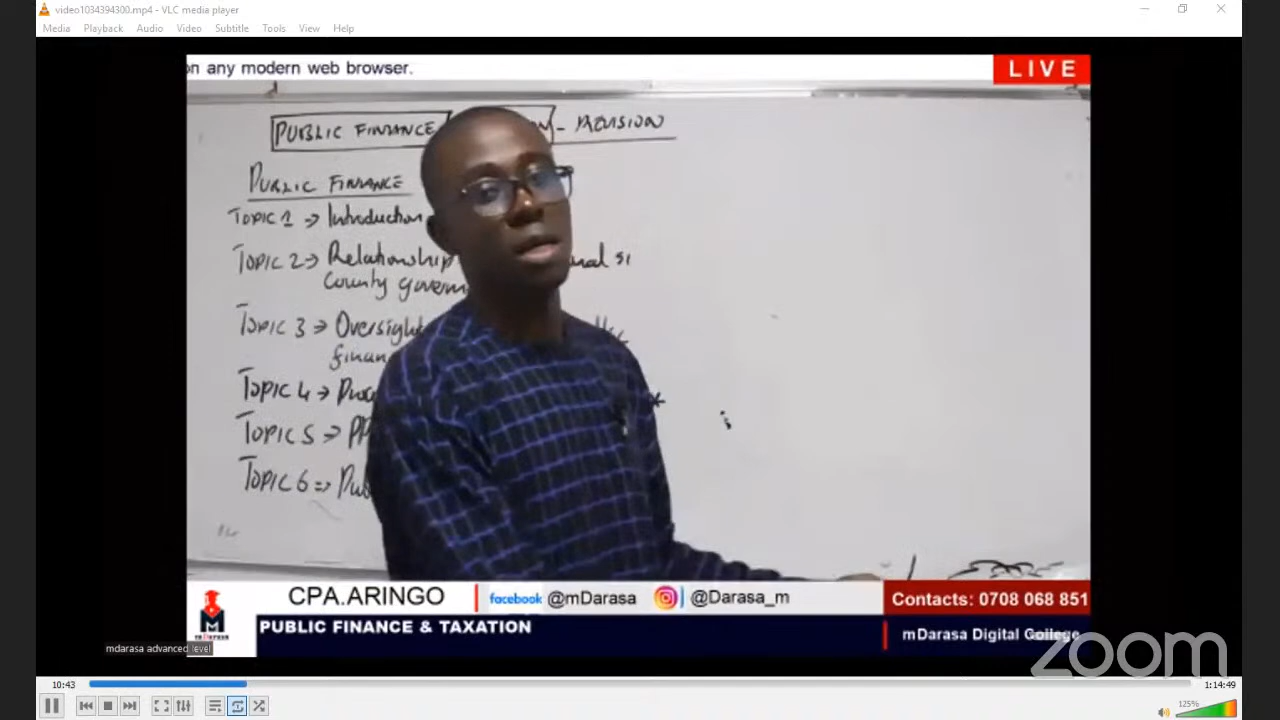 video1034394300.mp4 - VLC media player
Media Playback Audio Video Subtitle Tools View Help
on any modern web browser.
LIVE
PUBLIC FINANCE - REVISION
PUBLIC FINANCE
TOPIC 1 => Introduction
TOPIC 2 => Relationship
County govern
TOPIC 3 => Oversight
finan
TOPIC 4 =>
TOPIC 5 =>
TOPIC 6 =>
CPA.ARINGO
facebook @mDarasa
@Darasa_m
Contacts: 0708 068 851
PUBLIC FINANCE & TAXATION
mDarasa Digital College
mdarasa advanced level
zoom
10:43
1:14:49
125%